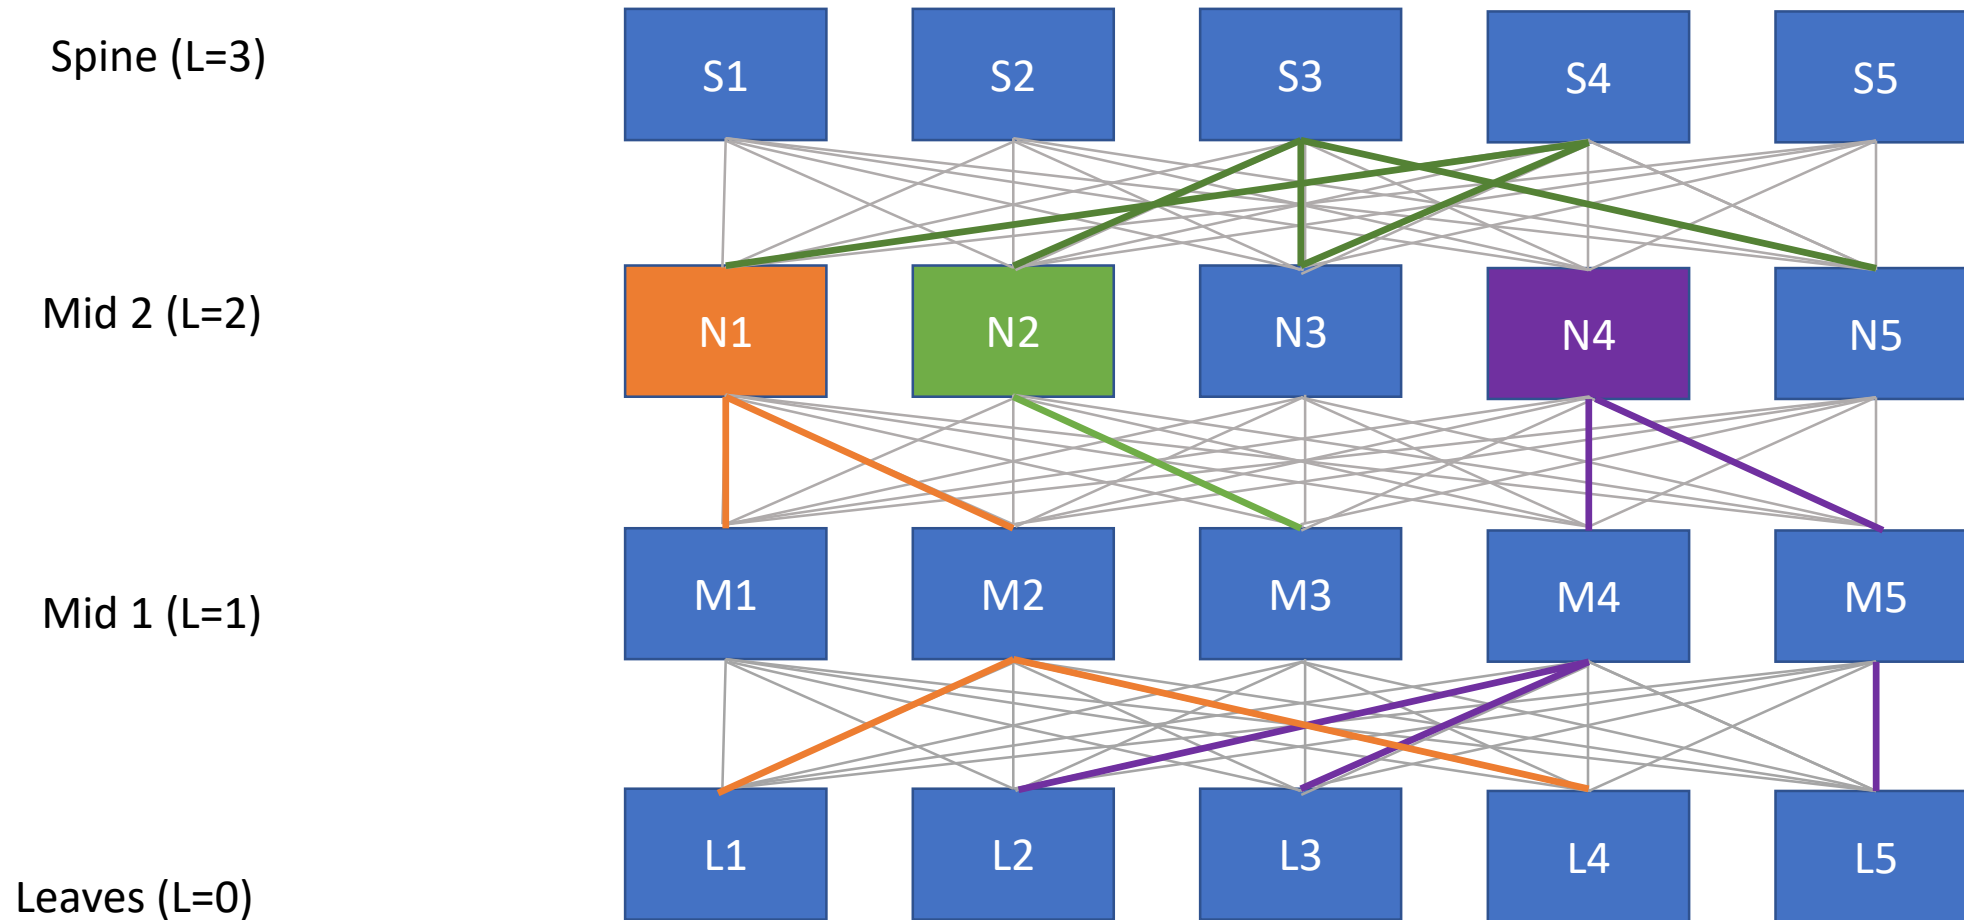 Spine (L=3)
S1
S2
S3
S4
S5
Mid 2 (L=2)
N1
N2
N3
N4
N5
Mid 1 (L=1)
M1
M2
M3
M4
M5
Leaves (L=0)
L1
L2
L3
L4
L5